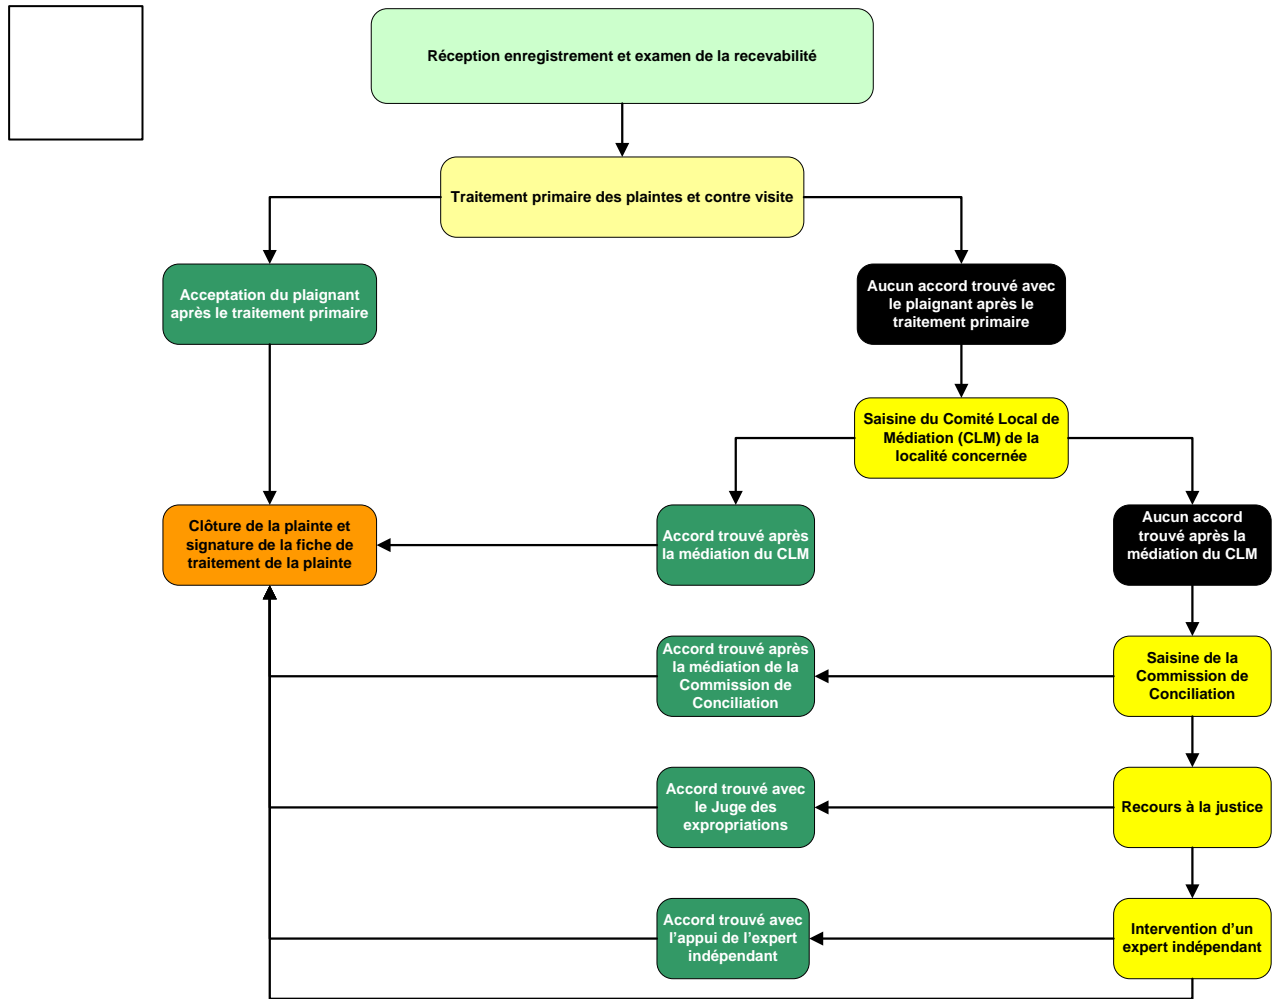 Réception enregistrement et examen de la recevabilité
Traitement primaire des plaintes et contre visite
Acceptation du plaignant
après le traitement primaire
Aucun accord trouvé avec
le plaignant après le
traitement primaire
Saisine du Comité Local de
Médiation (CLM) de la
localité concernée
Clôture de la plainte et
signature de la fiche de
traitement de la plainte
Accord trouvé après
la médiation du CLM
Aucun accord
trouvé après la
médiation du CLM
Accord trouvé après
la médiation de la
Commission de
Conciliation
Saisine de la
Commission de
Conciliation
Accord trouvé avec
le Juge des
expropriations
Recours à la justice
Accord trouvé avec
l’appui de l’expert
indépendant
Intervention d’un
expert indépendant